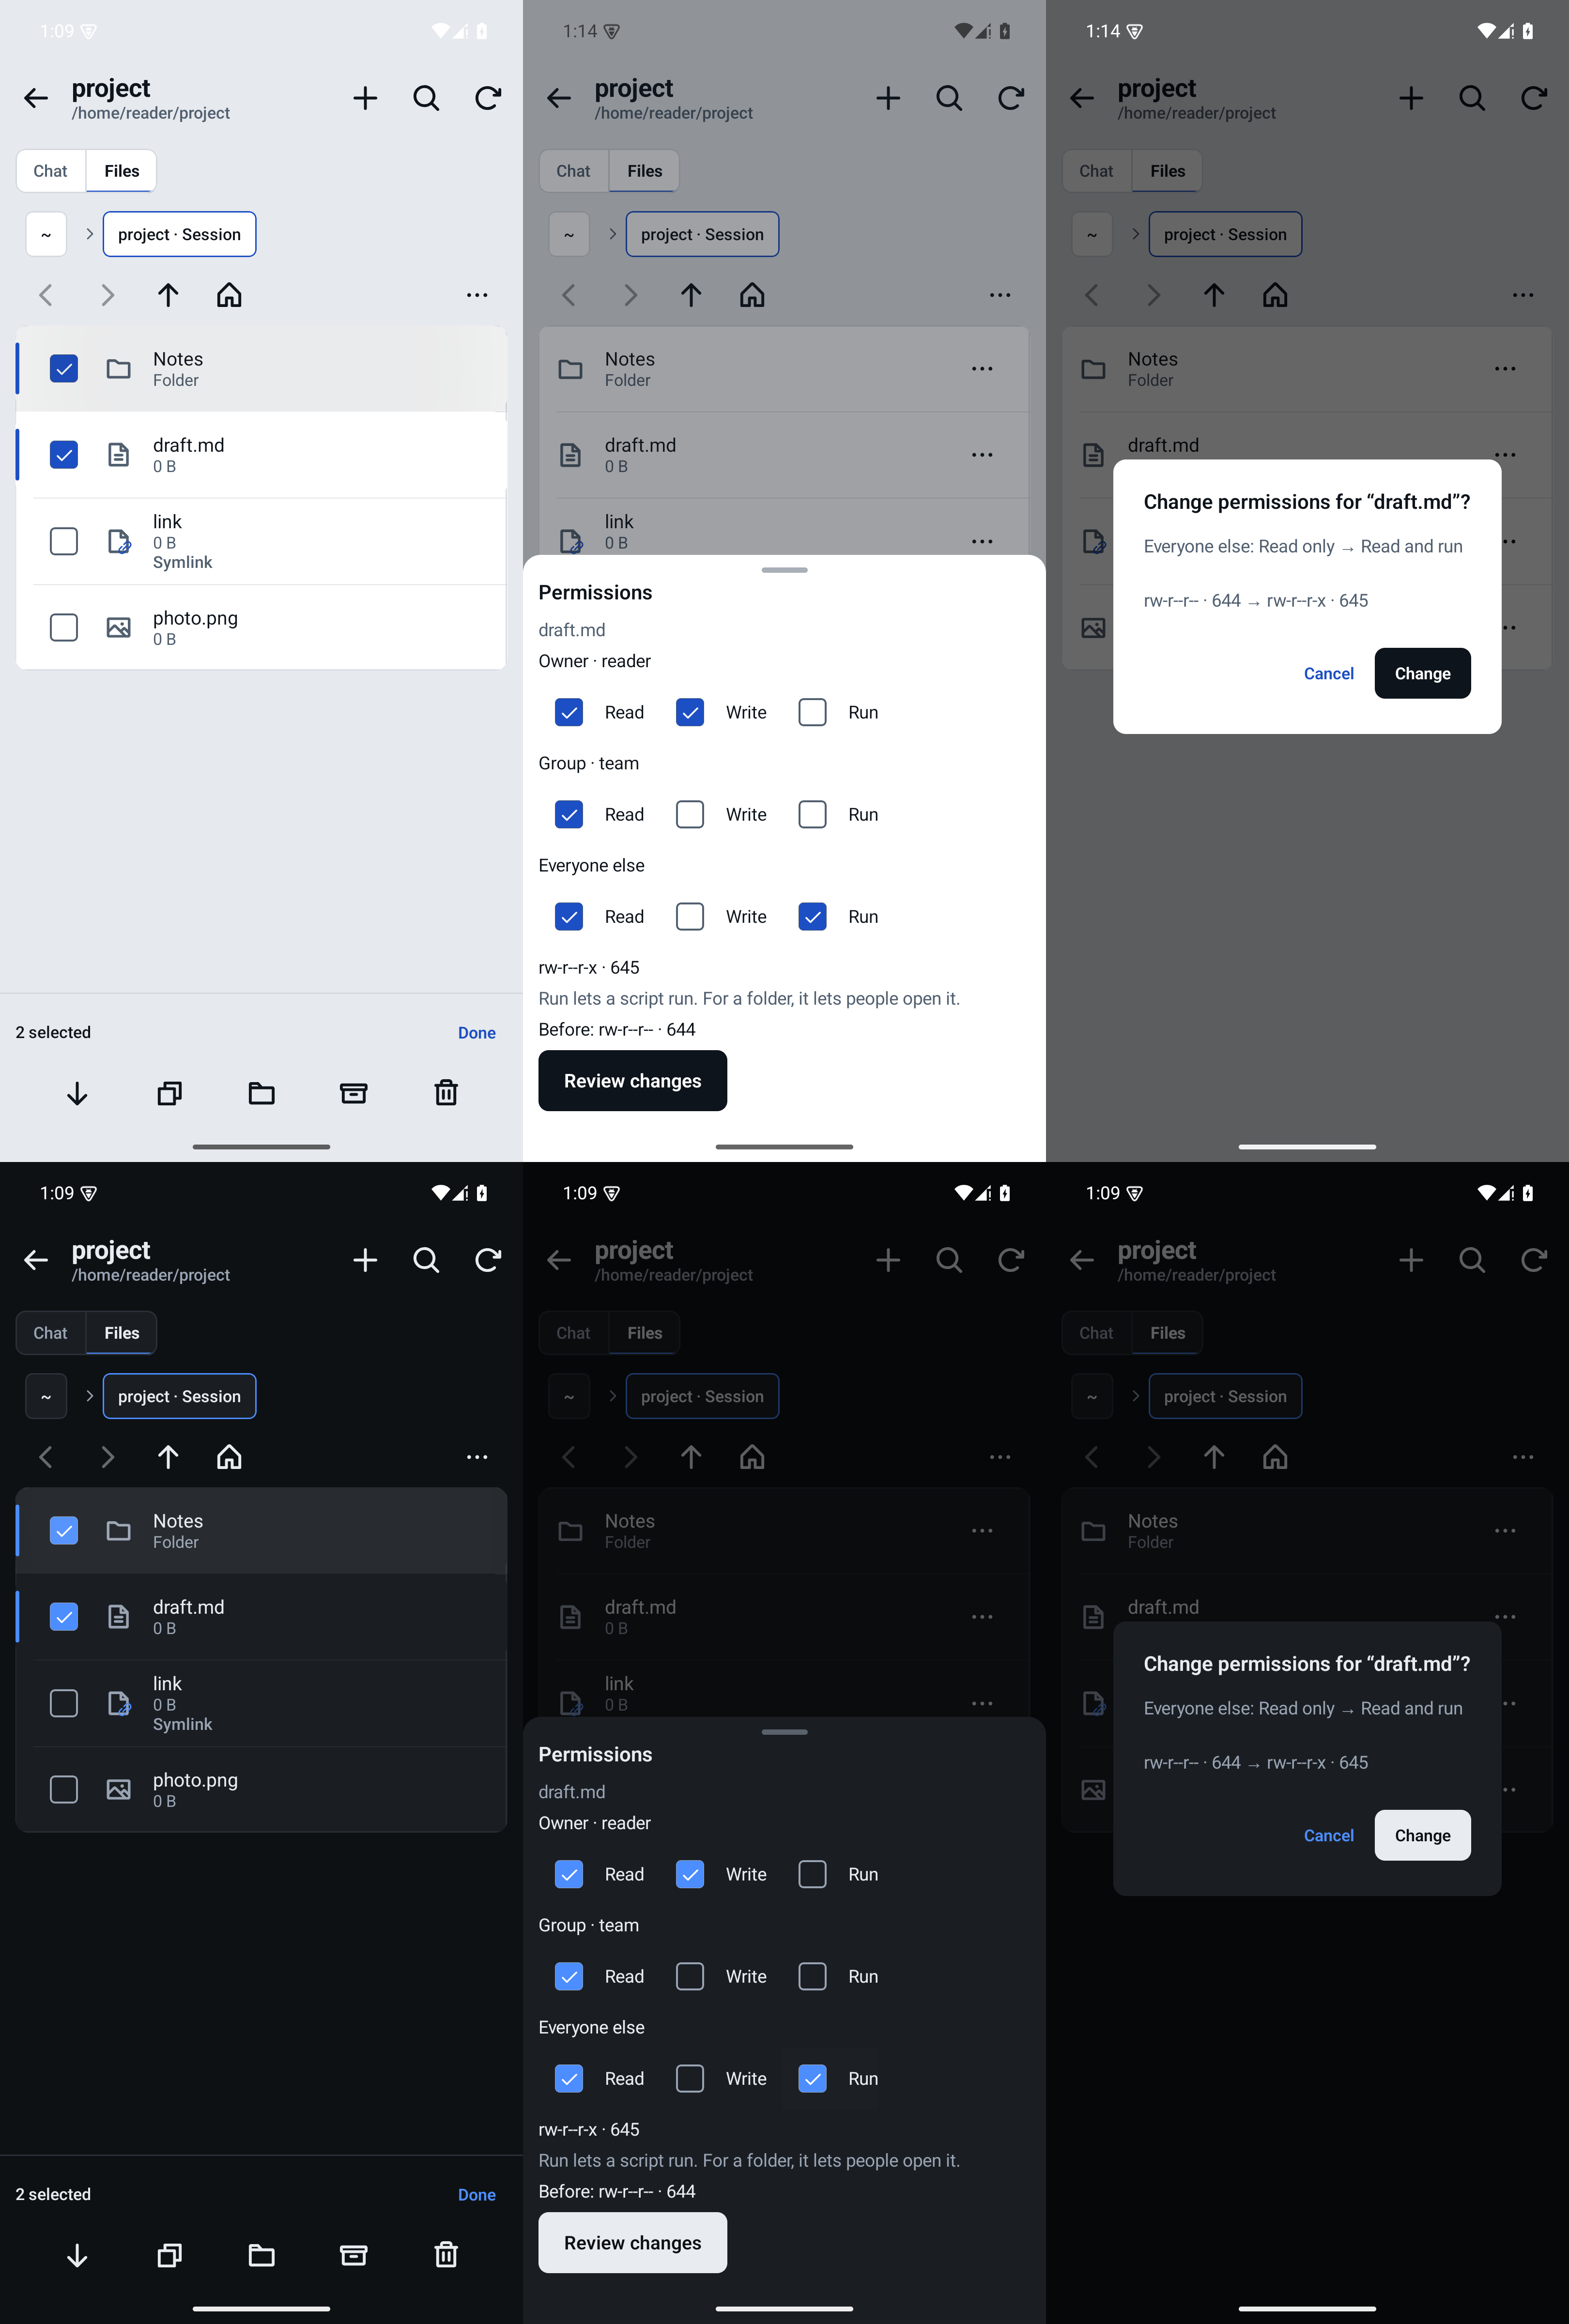 1:09
project
/home/reader/project
Chat Files
~ project · Session
Notes
Folder
draft.md
0 B
link
0 B
Symlink
photo.png
0 B
2 selected Done
1:14
project
/home/reader/project
Chat Files
~ project · Session
Notes
Folder
draft.md
0 B
link
0 B
Permissions
draft.md
Owner · reader
Read Write Run
Group · team
Read Write Run
Everyone else
Read Write Run
rw-r--r-x · 645
Run lets a script run. For a folder, it lets people open it.
Before: rw-r--r-- · 644
Review changes
1:14
project
/home/reader/project
Chat Files
~ project · Session
Notes
Folder
draft.md
Change permissions for “draft.md”?
Everyone else: Read only → Read and run
rw-r--r-- · 644 → rw-r--r-x · 645
Cancel Change
1:09
project
/home/reader/project
Chat Files
~ project · Session
Notes
Folder
draft.md
0 B
link
0 B
Symlink
photo.png
0 B
2 selected Done
1:09
project
/home/reader/project
Chat Files
~ project · Session
Notes
Folder
draft.md
0 B
link
0 B
Permissions
draft.md
Owner · reader
Read Write Run
Group · team
Read Write Run
Everyone else
Read Write Run
rw-r--r-x · 645
Run lets a script run. For a folder, it lets people open it.
Before: rw-r--r-- · 644
Review changes
1:09
project
/home/reader/project
Chat Files
~ project · Session
Notes
Folder
draft.md
Change permissions for “draft.md”?
Everyone else: Read only → Read and run
rw-r--r-- · 644 → rw-r--r-x · 645
Cancel Change